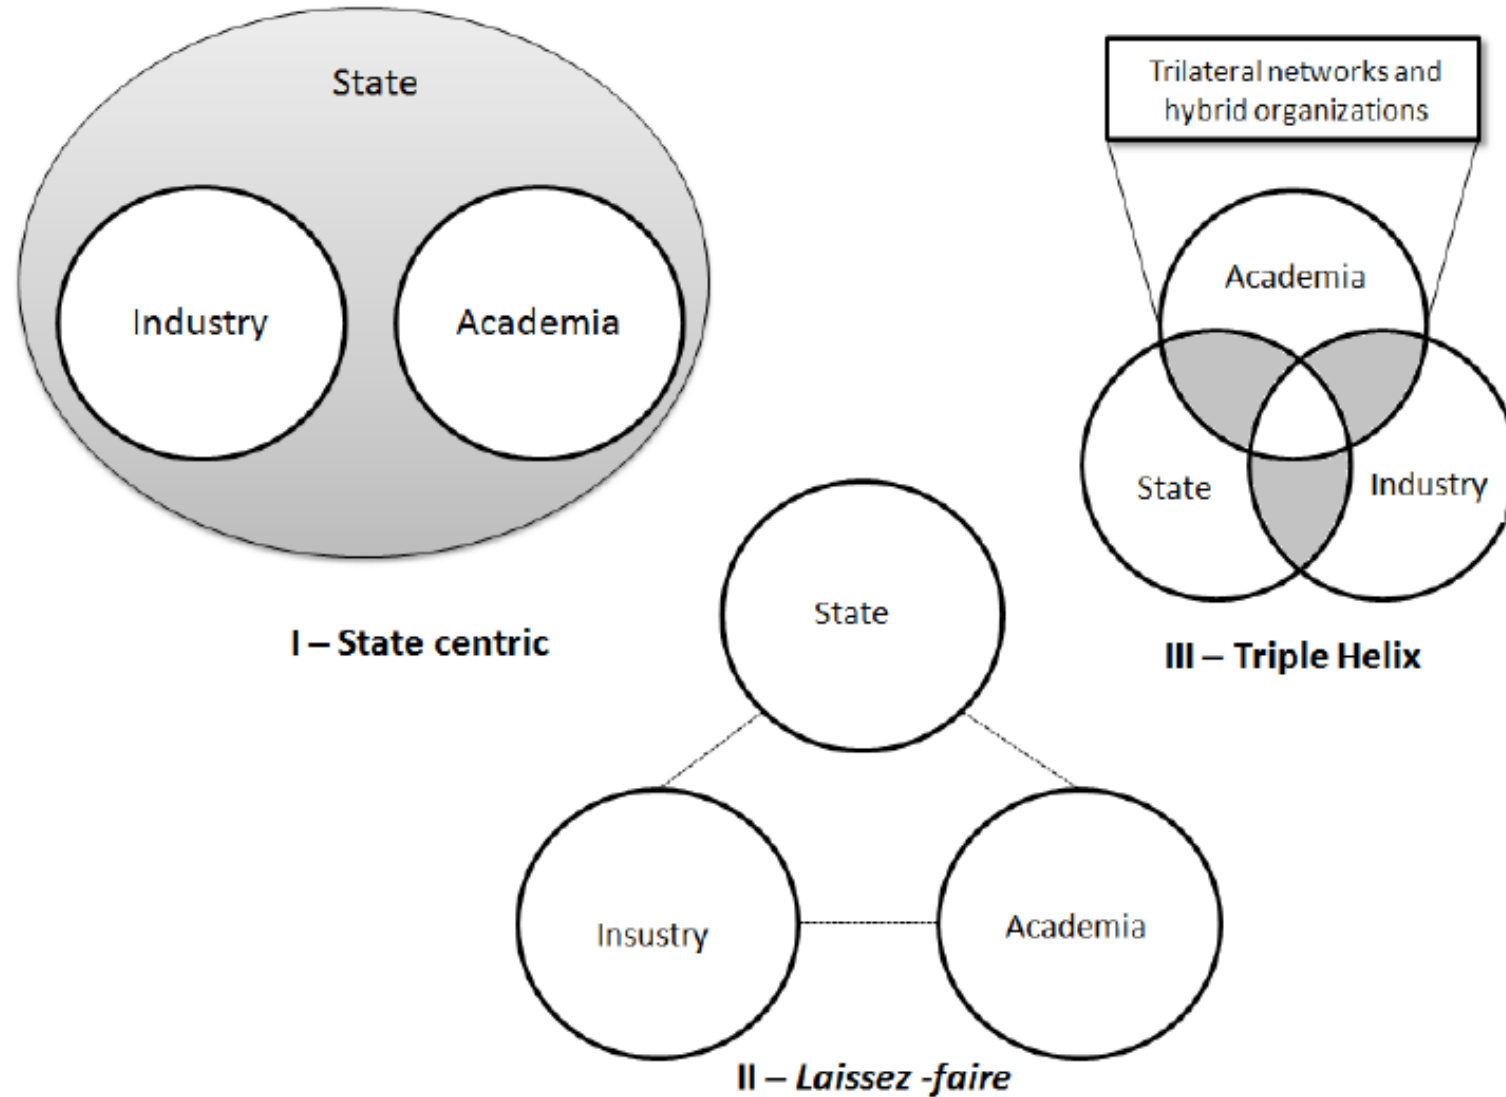 State
Industry
Academia
I – State centric
Trilateral networks and
hybrid organizations
Academia
State
Industry
III – Triple Helix
State
Insustry
Academia
II – Laissez -faire